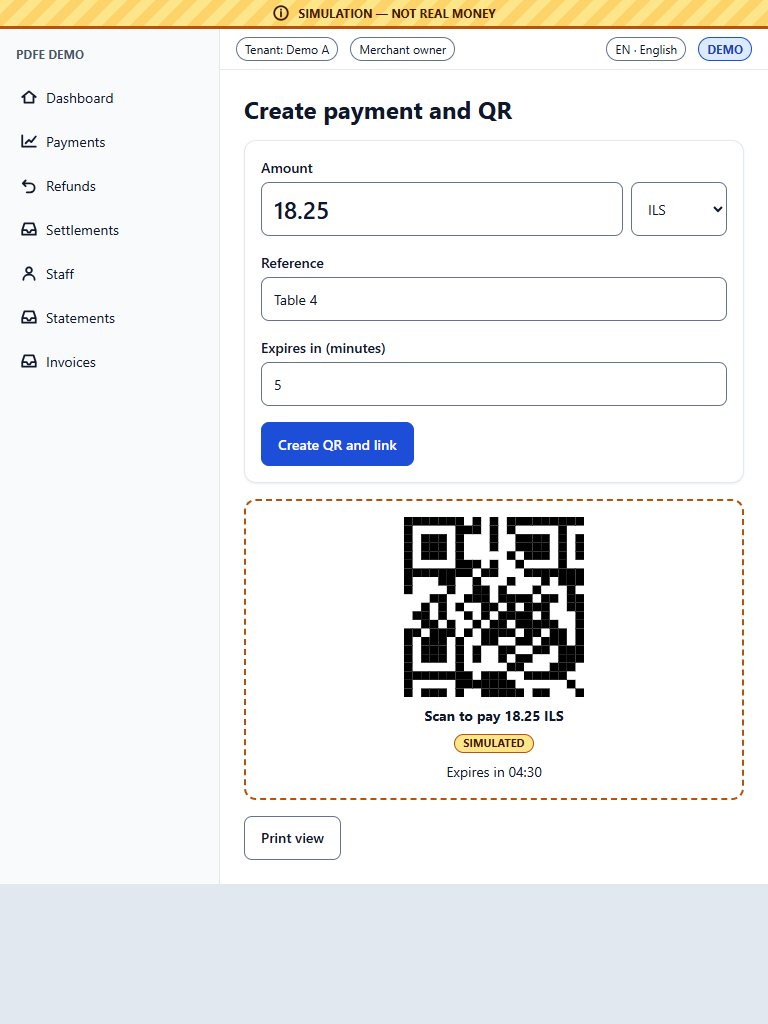 SIMULATION — NOT REAL MONEY
PDFE DEMO
Tenant: Demo A
Merchant owner
EN · English
DEMO
Dashboard
Payments
Refunds
Settlements
Staff
Statements
Invoices
Create payment and QR
Amount
18.25
ILS
Reference
Table 4
Expires in (minutes)
5
Create QR and link
Scan to pay 18.25 ILS
SIMULATED
Expires in 04:30
Print view